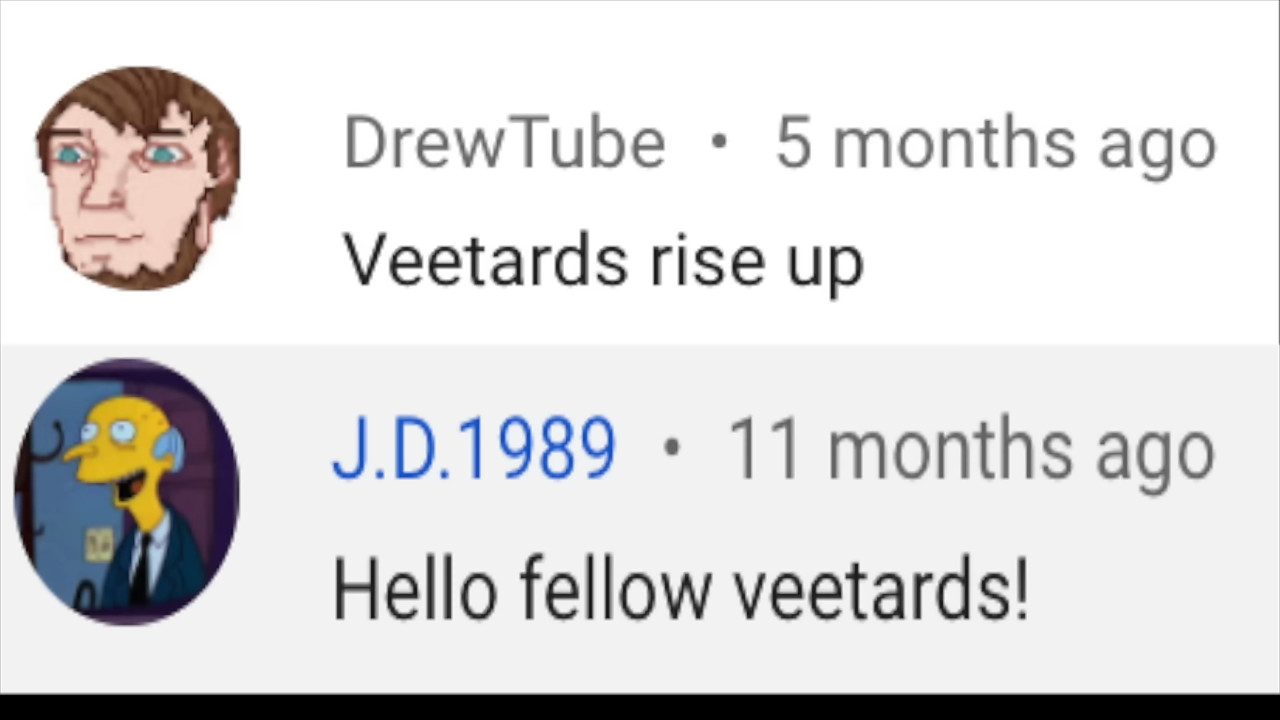 DrewTube • 5 months ago
Veetards rise up
J.D.1989 • 11 months ago
Hello fellow veetards!